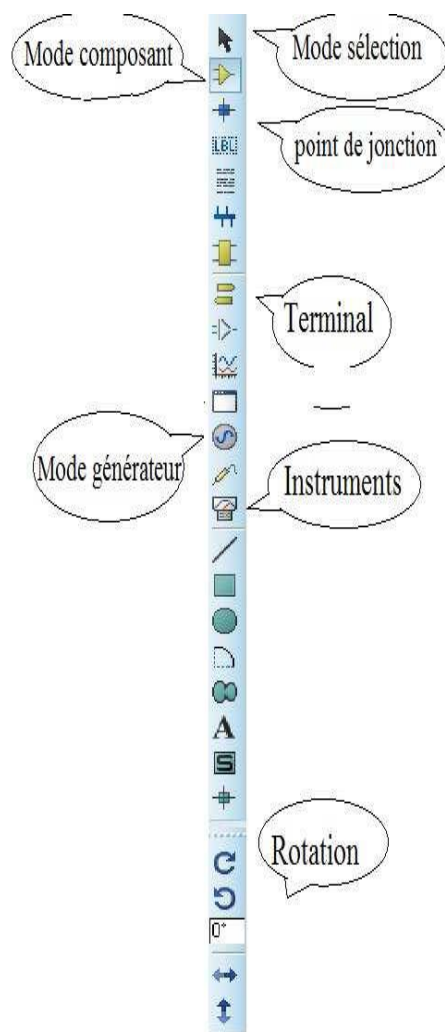 Mode composant
Mode sélection
point de jonction
LBL
Terminal
Mode générateur
Instruments
A
S
Rotation
0°